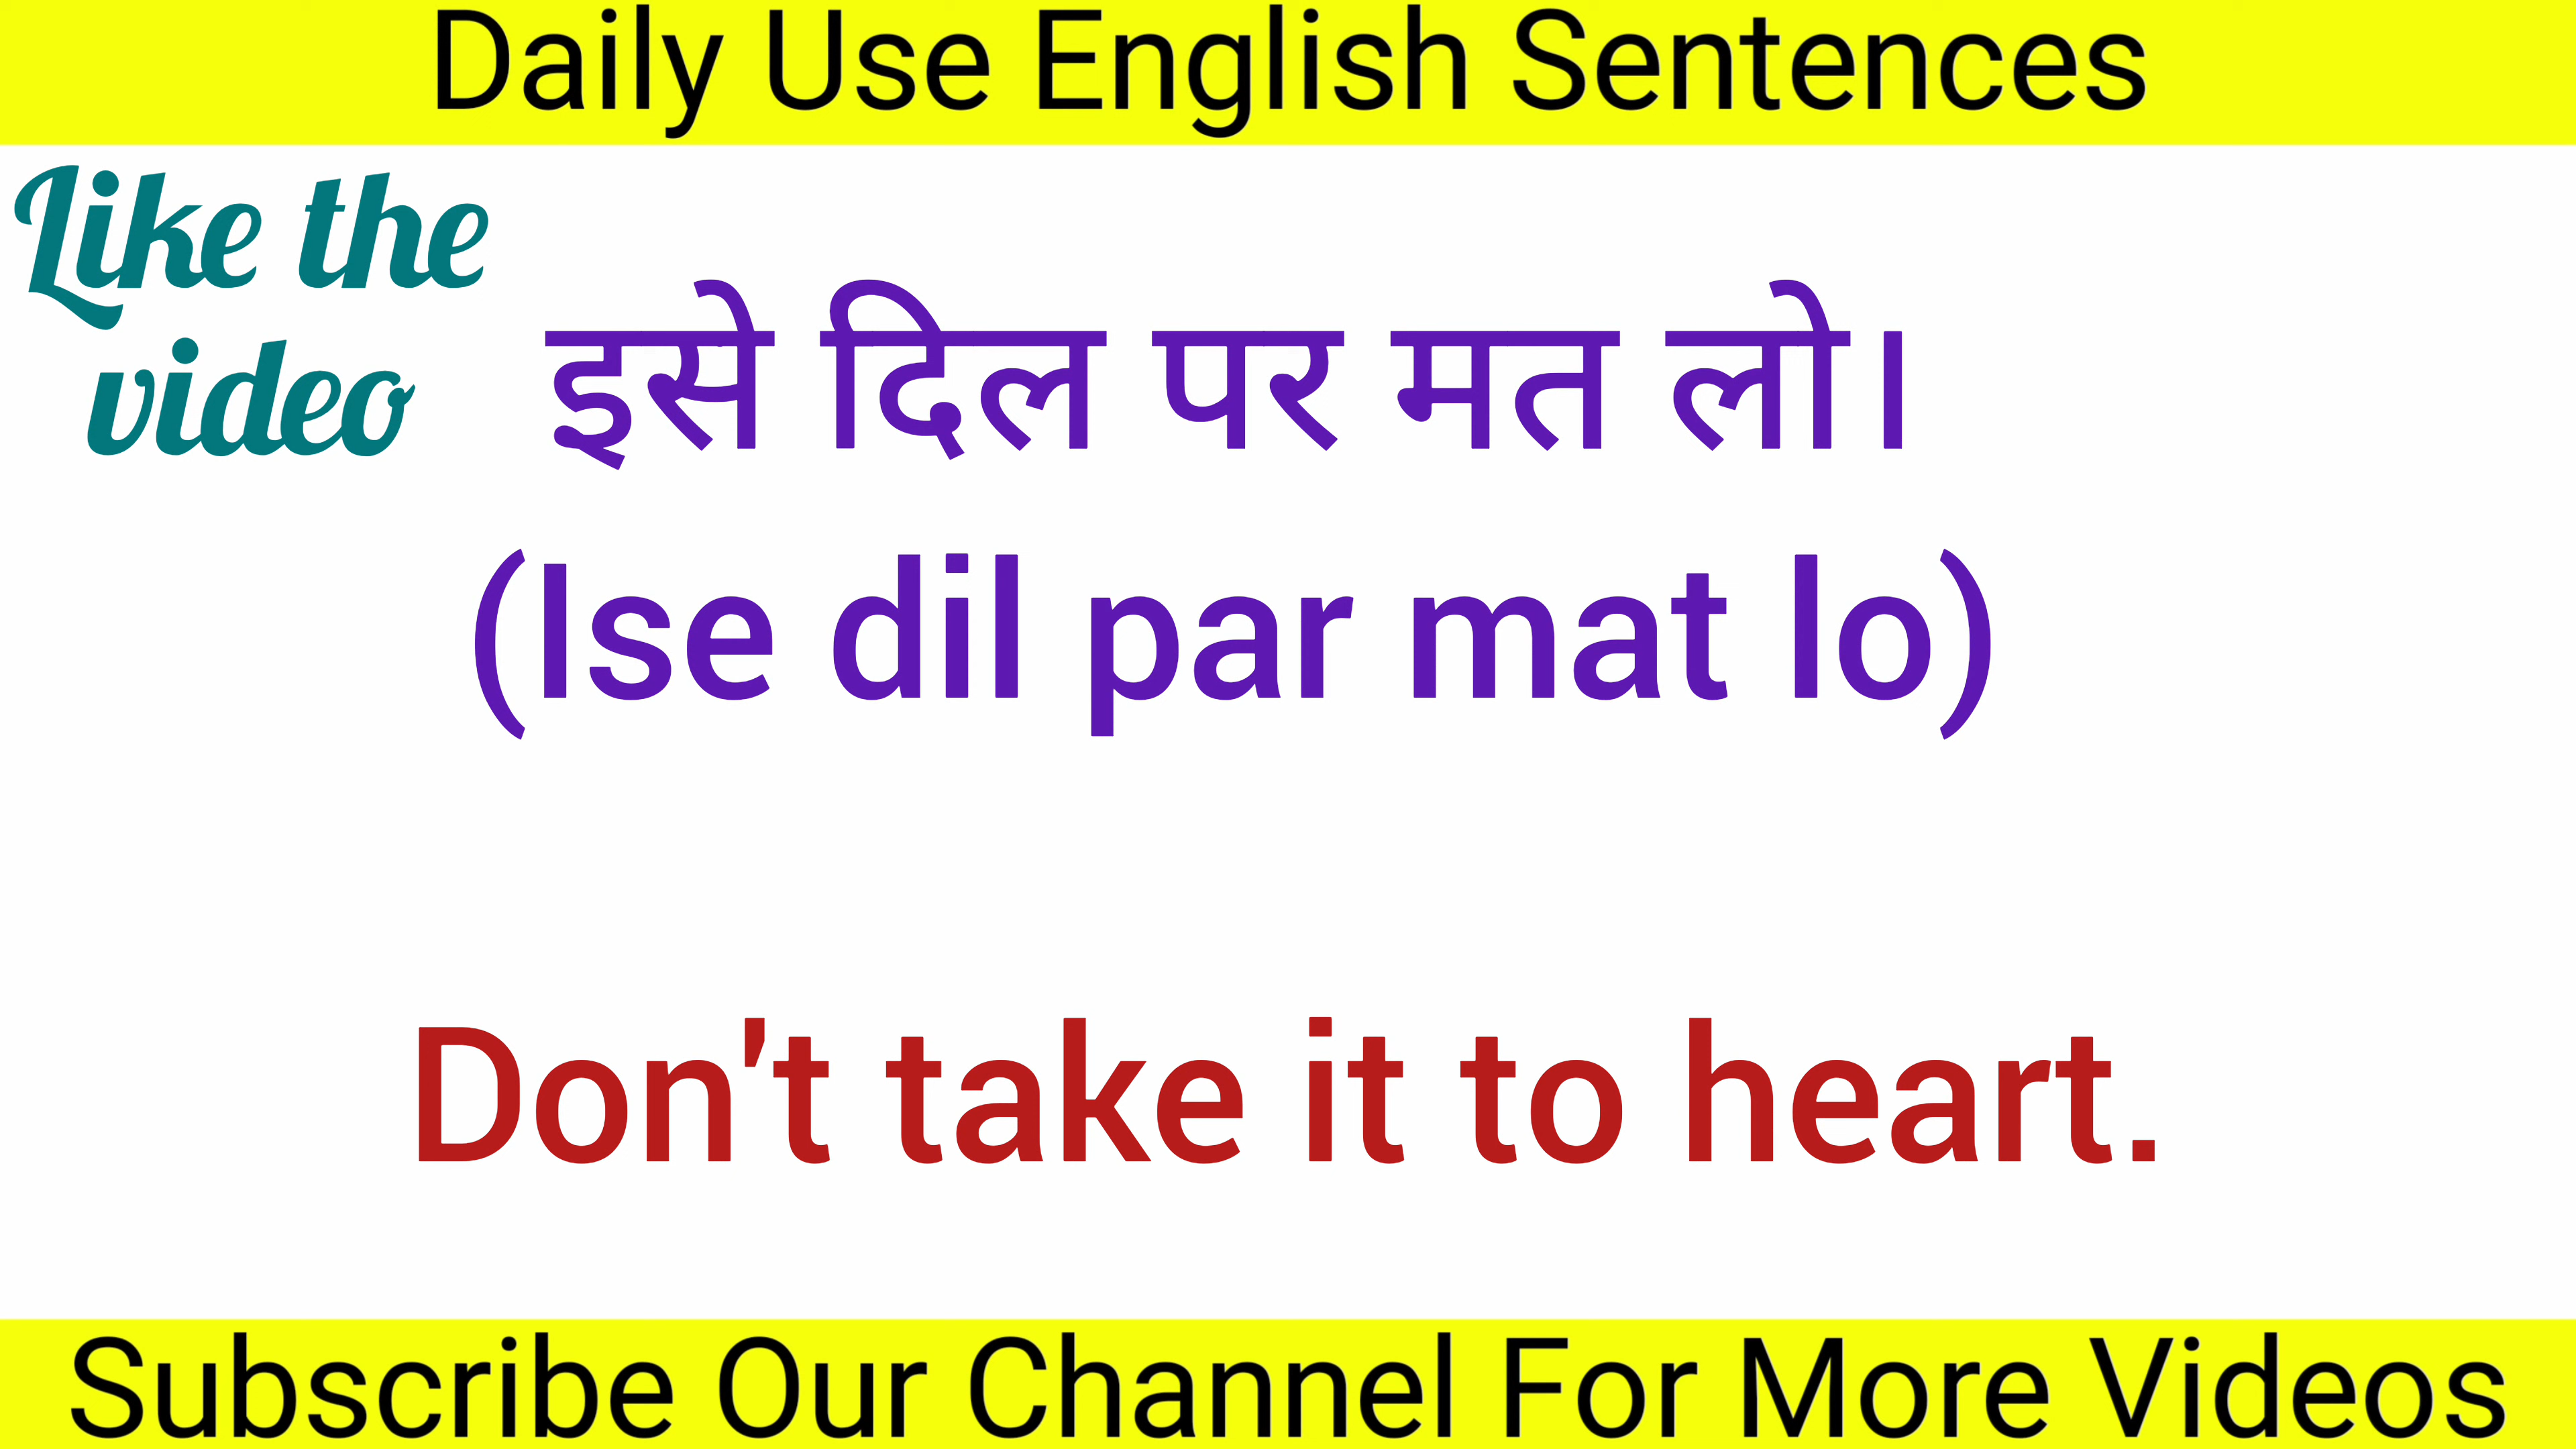 Daily Use English Sentences
Like the
video
इसे दिल पर मत लो।
(Ise dil par mat lo)
Don't take it to heart.
Subscribe Our Channel For More Videos